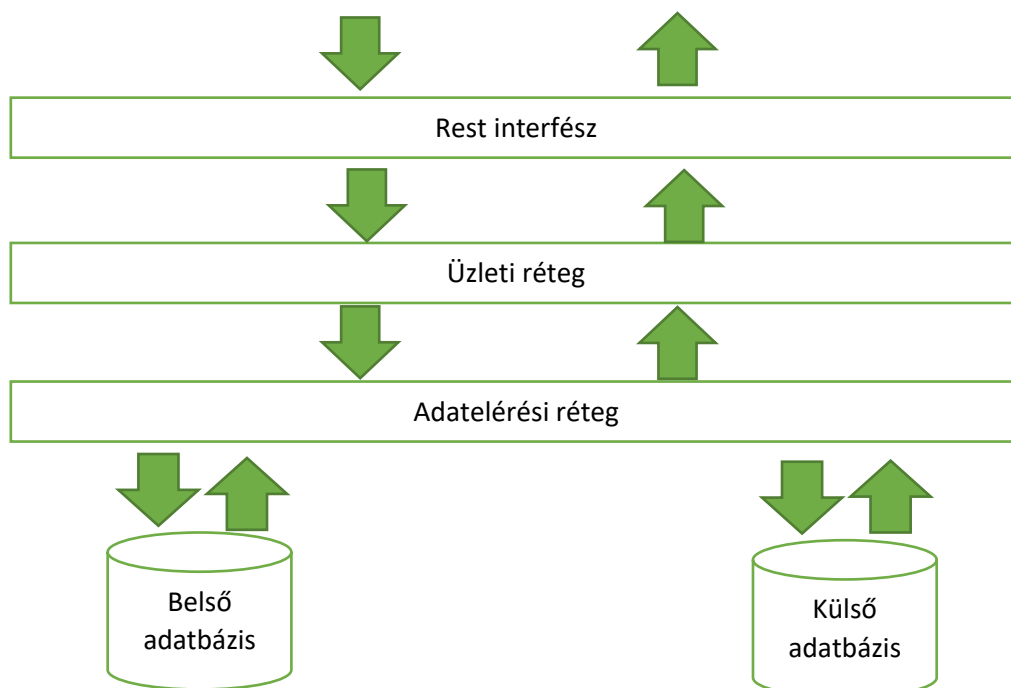 Rest interfész
Üzleti réteg
Adatelérési réteg
Belső
adatbázis
Külső
adatbázis